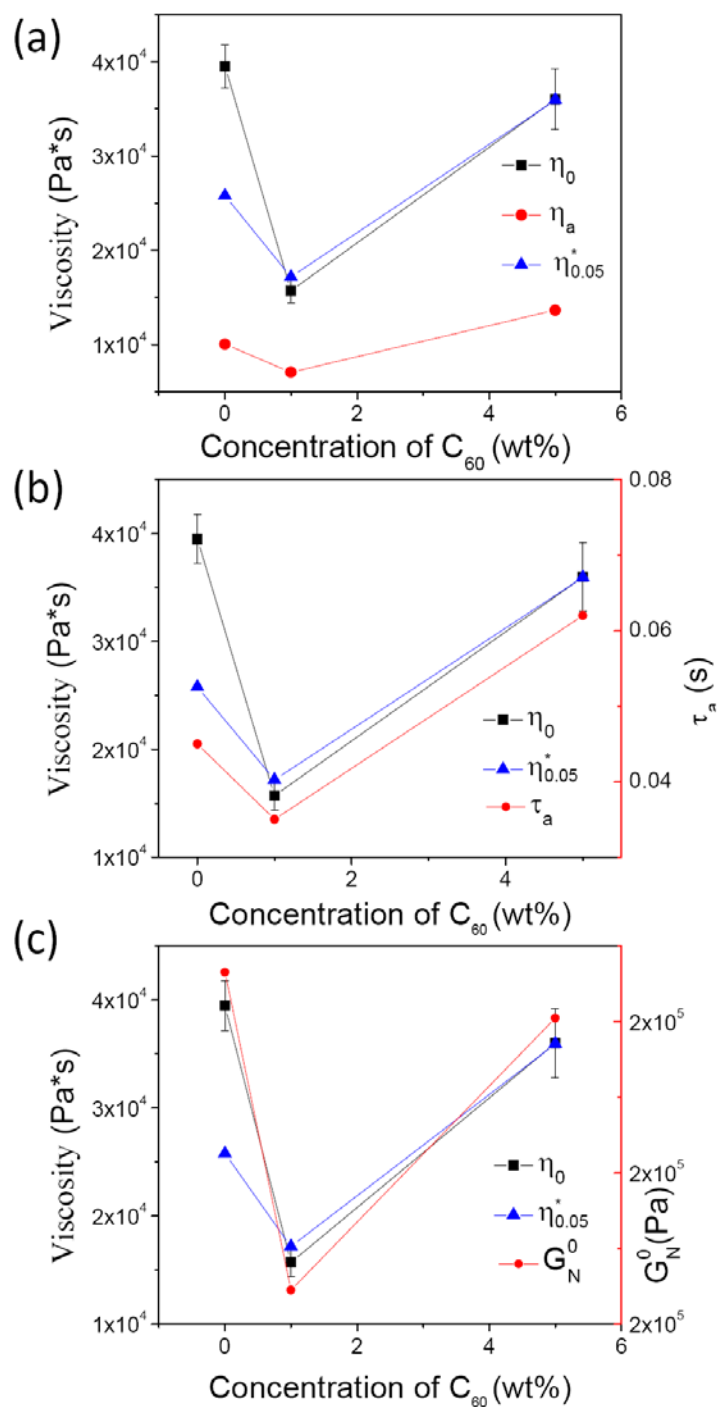 (a)
4x10⁴
3x10⁴
2x10⁴
1x10⁴
Viscosity (Pa*s)
η₀
ηₐ
η*₀.₀₅
0 2 4 6
Concentration of C₆₀ (wt%)
(b)
4x10⁴
3x10⁴
2x10⁴
1x10⁴
Viscosity (Pa*s)
0.08
0.06
0.04
τₐ (s)
η₀
η*₀.₀₅
τₐ
0 2 4
Concentration of C₆₀ (wt%)
(c)
4x10⁴
3x10⁴
2x10⁴
1x10⁴
Viscosity (Pa*s)
2x10⁵
2x10⁵
2x10⁵
G⁰_N (Pa)
η₀
η*₀.₀₅
G⁰_N
0 2 4 6
Concentration of C₆₀ (wt%)